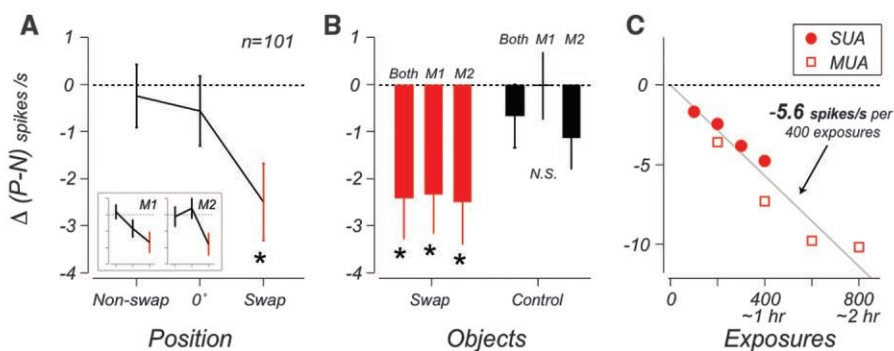 A
n=101
Δ (P-N) spikes/s
1
0
-1
-2
-3
-4
M1
M2
*
Non-swap
0°
Swap
Position
B
1
0
-1
-2
-3
-4
Both M1 M2
Both M1 M2
N.S.
* * *
Swap
Control
Objects
C
SUA
MUA
0
-5
-10
-5.6 spikes/s per
400 exposures
0
400
800
~1 hr
~2 hr
Exposures